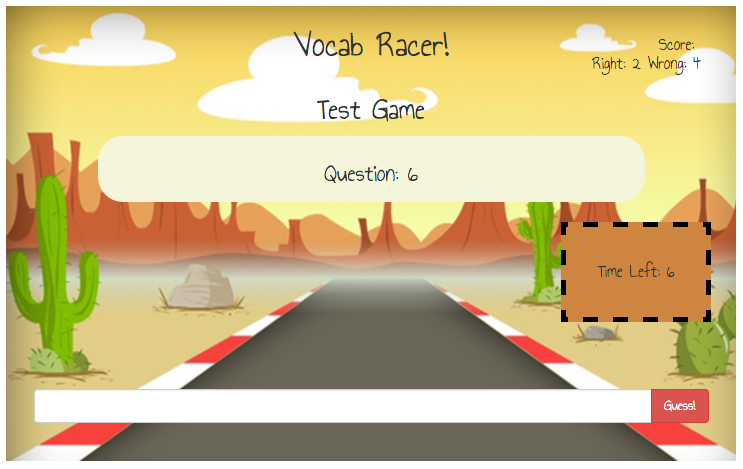 Vocab Racer!
Score:
Right: 2 Wrong: 4
Test Game
Question: 6
Time Left: 6
Guess!